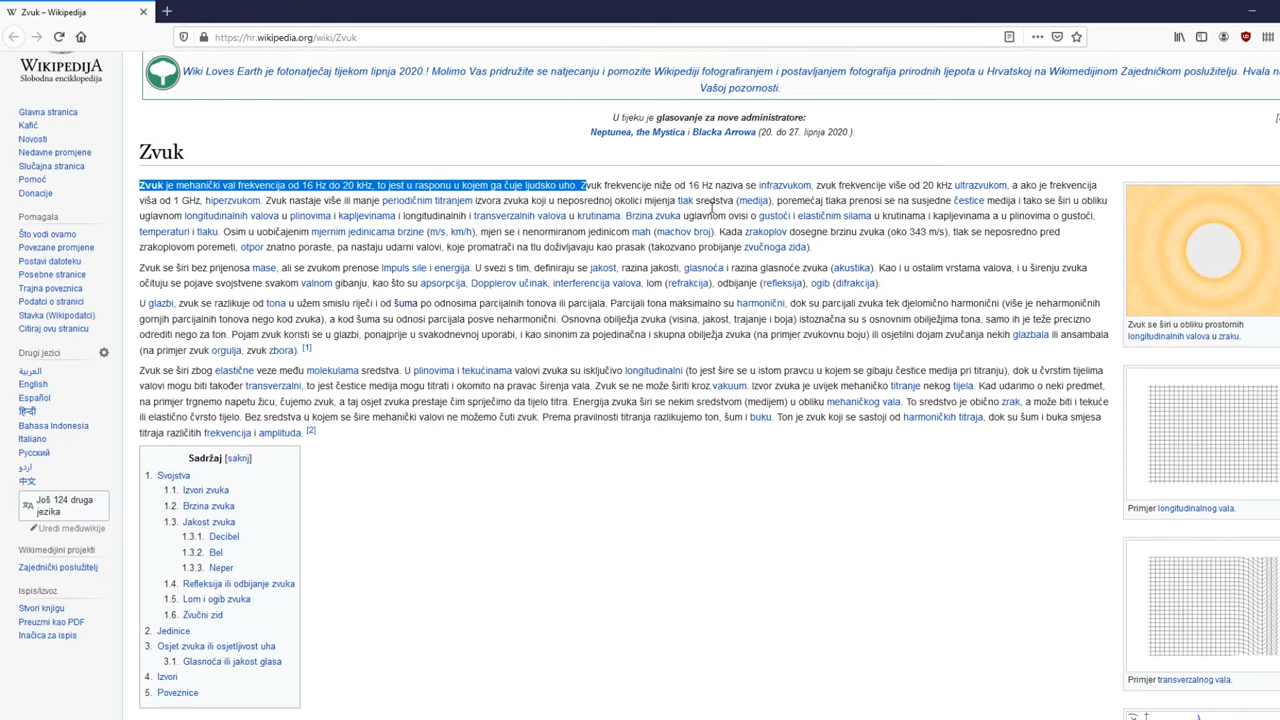 Zvuk – Wikipedia
https://hr.wikipedia.org/wiki/Zvuk
WIKIPEDIJA
Slobodna enciklopedija
Glavna stranica
Kafić
Novosti
Nedavne promjene
Slučajna stranica
Pomoć
Donacije
Pomagala
Što vodi ovamo
Povezane promjene
Postavi datoteku
Posebne stranice
Trajna poveznica
Podatci o stranici
Stavka (Wikipodatci)
Citiraj ovu stranicu
Drugi jezici
العربية
English
Español
हिन्दी
Bahasa Indonesia
Italiano
Русский
اردو
中文
Još 124 druga
jezika
Uredi međuwikije
Wikimedijini projekti
Zajednički poslužitelj
Ispis/izvoz
Stvori knjigu
Preuzmi kao PDF
Inačica za ispis
Wiki Loves Earth je fotonatječaj tijekom lipnja 2020.! Molimo Vas pridružite se natjecanju i pomozite Wikipediji fotografiranjem i postavljanjem fotografija prirodnih ljepota u Hrvatskoj na Wikimedijinom Zajedničkom poslužitelju. Hvala na
Vašoj pozornosti.
U tijeku je glasovanje za nove administratore:
Neptunea, the Mystica i Blacka Arrowa (20. do 27. lipnja 2020.).
Zvuk
Zvuk je mehanički val frekvencija od 16 Hz do 20 kHz, to jest u rasponu u kojem ga čuje ljudsko uho. Zvuk frekvencije niže od 16 Hz naziva se infrazvukom, zvuk frekvencije više od 20 kHz ultrazvukom, a ako je frekvencija
viša od 1 GHz, hiperzvukom. Zvuk nastaje više ili manje periodičnim titranjem izvora zvuka koji u neposrednoj okolici mijenja tlak sredstva (medija), poremećaj tlaka prenosi se na susjedne čestice medija i tako se širi u obliku
uglavnom longitudinalnih valova u plinovima i kapljevinama i longitudinalnih i transverzalnih valova u krutinama. Brzina zvuka uglavnom ovisi o gustoći i elastičnim silama u krutinama i kapljevinama a u plinovima o gustoći,
temperaturi i tlaku. Osim u uobičajenim mjernim jedinicama brzine (m/s, km/h), mjeri se i nenormiranom jedinicom mah (machov broj). Kada zrakoplov dosegne brzinu zvuka (oko 343 m/s), tlak se neposredno pred
zrakoplovom poremeti, otpor znatno poraste, pa nastaju udarni valovi, koje promatrači na tlu doživljavaju kao prasak (takozvano probijanje zvučnoga zida).
Zvuk se širi bez prijenosa mase, ali se zvukom prenose Impuls sile i energija. U svezi s tim, definiraju se jakost, razina jakosti, glasnoća i razina glasnoće zvuka (akustika). Kao i u ostalim vrstama valova, i u širenju zvuka
očituju se pojave svojstvene svakom valnom gibanju, kao što su apsorpcija, Dopplerov učinak, interferencija valova, lom (refrakcija), odbijanje (refleksija), ogib (difrakcija).
U glazbi, zvuk se razlikuje od tona u užem smislu riječi i od šuma po odnosima parcijalnih tonova ili parcijala. Parcijali tona maksimalno su harmonični, dok su parcijali zvuka tek djelomično harmonični (više je neharmoničnih
gornjih parcijalnih tonova nego kod zvuka), a kod šuma su odnosi parcijala posve neharmonični. Osnovna obilježja zvuka (visina, jakost, trajanje i boja) istoznačna su s osnovnim obilježjima tona, samo ih je teže precizno
odrediti nego za ton. Pojam zvuk koristi se u glazbi, ponajprije u svakodnevnoj uporabi, i kao sinonim za pojedinačna i skupna obilježja zvuka (na primjer zvukovnu boju) ili osjetilni dojam zvučanja nekih glazbala ili ansambala
(na primjer zvuk orgulja, zvuk zbora). [1]
Zvuk se širi zbog elastične veze među molekulama sredstva. U plinovima i tekućinama valovi zvuka su isključivo longitudinalni (to jest šire se u istom pravcu u kojem se gibaju čestice medija pri titranju), dok u čvrstim tijelima
valovi mogu biti također transverzalni, to jest čestice medija mogu titrati i okomito na pravac širenja vala. Zvuk se ne može širiti kroz vakuum. Izvor zvuka je uvijek mehaničko titranje nekog tijela. Kad udarimo o neki predmet,
na primjer trgnemo napetu žicu, čujemo zvuk, a taj osjet zvuka prestaje čim spriječimo da tijelo titra. Energija zvuka širi se nekim sredstvom (medijem) u obliku mehaničkog vala. To sredstvo je obično zrak, a može biti i tekuće
ili elastično čvrsto tijelo. Bez sredstva u kojem se šire mehanički valovi ne možemo čuti zvuk. Prema pravilnosti titranja razlikujemo ton, šum i buku. Ton je zvuk koji se sastoji od harmoničkih titraja, dok su šum i buka smjesa
titraja različitih frekvencija i amplituda. [2]
Sadržaj [sakrij]
1. Svojstva
1.1. Izvori zvuka
1.2. Brzina zvuka
1.3. Jakost zvuka
1.3.1. Decibel
1.3.2. Bel
1.3.3. Neper
1.4. Refleksija ili odbijanje zvuka
1.5. Lom i ogib zvuka
1.6. Zvučni zid
2. Jedinice
3 Osjet zvuka ili osjetljivost uha
3.1. Glasnoća ili jakost glasa
4. Izvori
5. Poveznice
Zvuk se širi u obliku prostornih
longitudinalnih valova u zraku.
Primjer longitudinalnog vala.
Primjer transverzalnog vala.